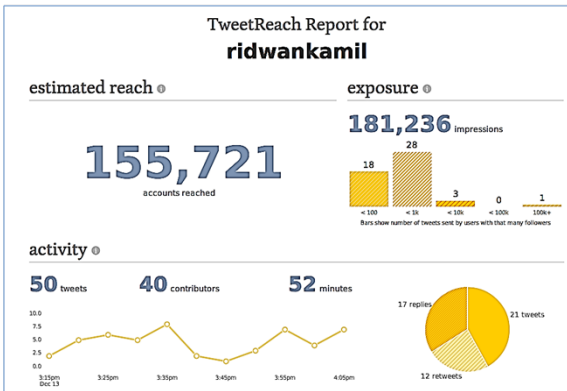 TweetReach Report for
ridwankamil
estimated reach
155,721
accounts reached
exposure
181,236 impressions
18
28
3
0
1
< 100
< 1k
< 10k
< 100k
100k+
Bars show number of tweets sent by users with that many followers
activity
50 tweets
40 contributors
52 minutes
10.0
7.5
5.0
2.5
0.0
3:15pm
Dec 13
3:25pm
3:35pm
3:45pm
3:55pm
4:05pm
17 replies
21 tweets
12 retweets